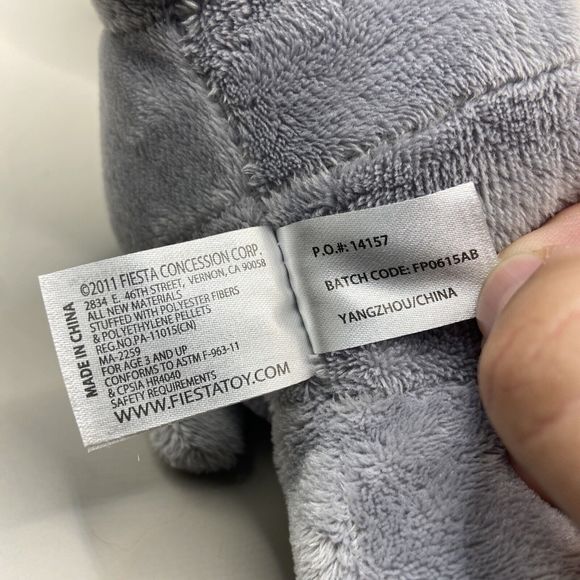 MADE IN CHINA
©2011 FIESTA CONCESSION CORP.
2834 E. 46TH STREET, VERNON, CA 90058
ALL NEW MATERIALS
STUFFED WITH POLYESTER FIBERS
& POLYETHYLENE PELLETS
REG.NO.PA-11015(CN)
MA-2259
FOR AGE 3 AND UP
CONFORMS TO ASTM F-963-11
& CPSIA HR4040
SAFETY REQUIREMENTS
WWW.FIESTATOY.COM
P.O.#: 14157
BATCH CODE: FP0615AB
YANGZHOU/CHINA